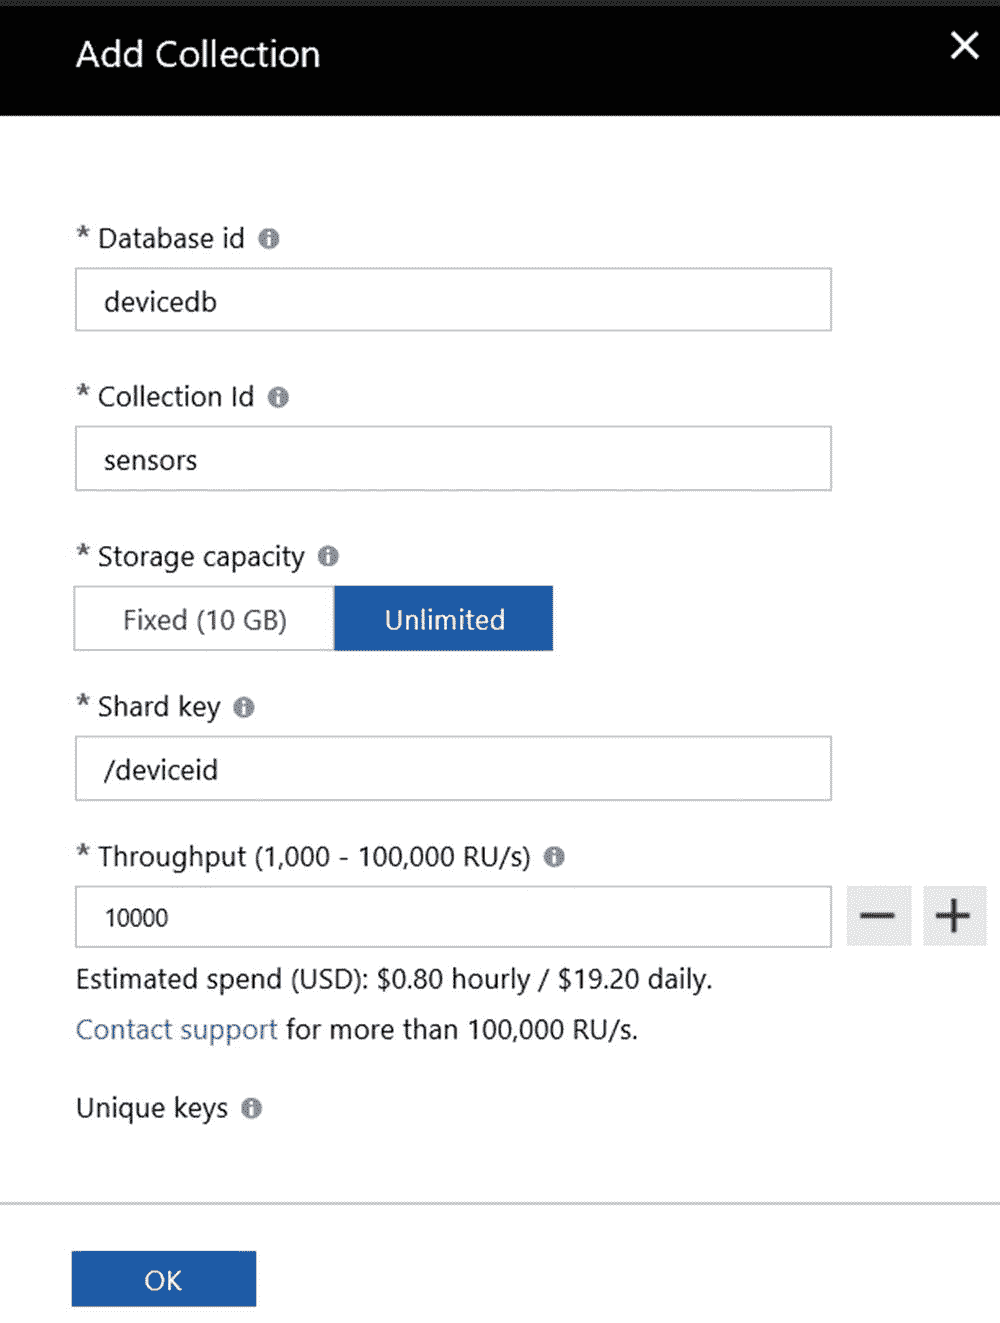 Add Collection
* Database id
devicedb
* Collection Id
sensors
* Storage capacity
Fixed (10 GB) Unlimited
* Shard key
/deviceid
* Throughput (1,000 - 100,000 RU/s)
10000
Estimated spend (USD): $0.80 hourly / $19.20 daily.
Contact support for more than 100,000 RU/s.
Unique keys
OK